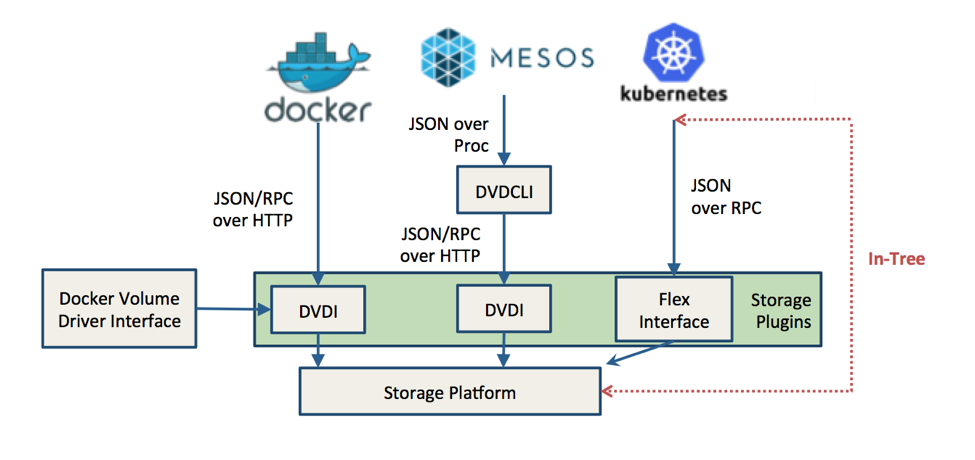 docker
MESOS
kubernetes
JSON over
Proc
DVDCLI
JSON/RPC
over HTTP
JSON
over RPC
JSON/RPC
over HTTP
In-Tree
Docker Volume
Driver Interface
DVDI
DVDI
Flex
Interface
Storage
Plugins
Storage Platform